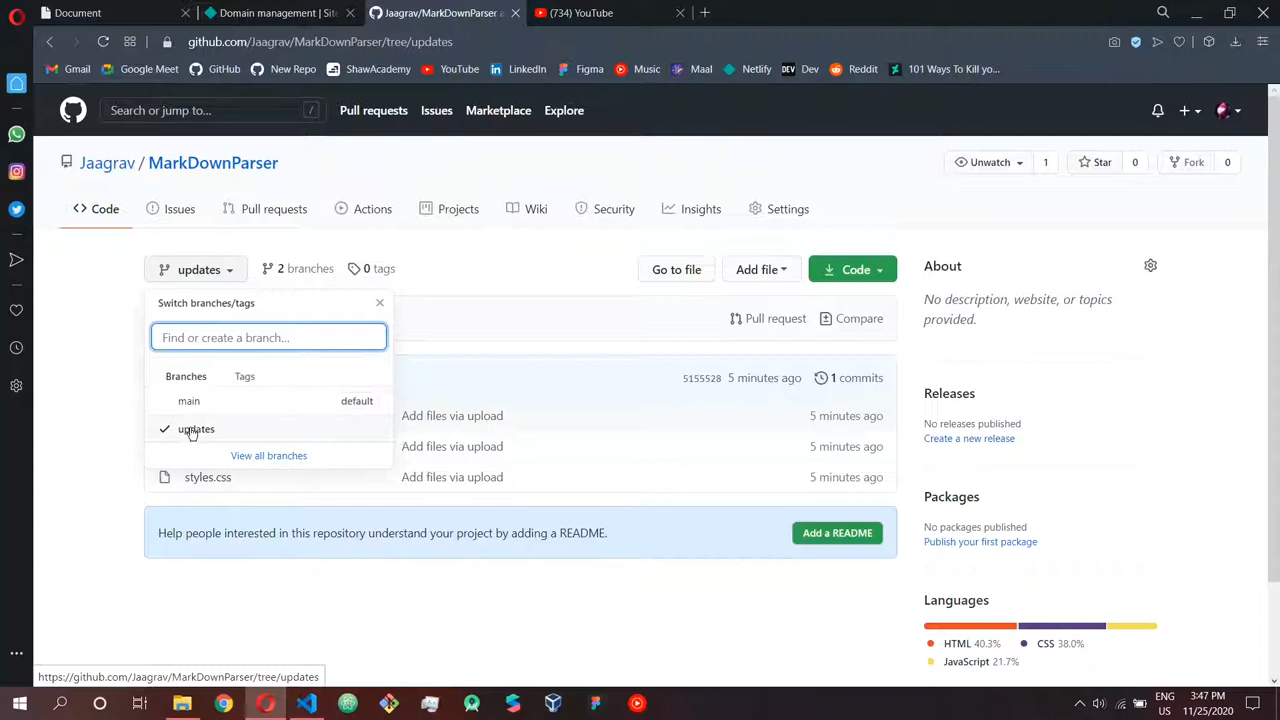 Document
Domain management | Sit
Jaagrav/MarkDownParser a
(734) YouTube
github.com/Jaagrav/MarkDownParser/tree/updates
Gmail
Google Meet
GitHub
New Repo
ShawAcademy
YouTube
LinkedIn
Figma
Music
Maal
Netlify
DEV Dev
Reddit
101 Ways To Kill yo...
Search or jump to...
/
Pull requests
Issues
Marketplace
Explore
Jaagrav / MarkDownParser
Unwatch 1
Star 0
Fork 0
Code
Issues
Pull requests
Actions
Projects
Wiki
Security
Insights
Settings
updates
2 branches
0 tags
Go to file
Add file
Code
Switch branches/tags
Find or create a branch...
Branches
Tags
main
default
updates
View all branches
Pull request
Compare
5155528 5 minutes ago
1 commits
Add files via upload
5 minutes ago
Add files via upload
5 minutes ago
styles.css
Add files via upload
5 minutes ago
Help people interested in this repository understand your project by adding a README.
Add a README
About
No description, website, or topics
provided.
Releases
No releases published
Create a new release
Packages
No packages published
Publish your first package
Languages
HTML 40.3%
CSS 38.0%
JavaScript 21.7%
https://github.com/Jaagrav/MarkDownParser/tree/updates
ENG
US
3:47 PM
11/25/2020